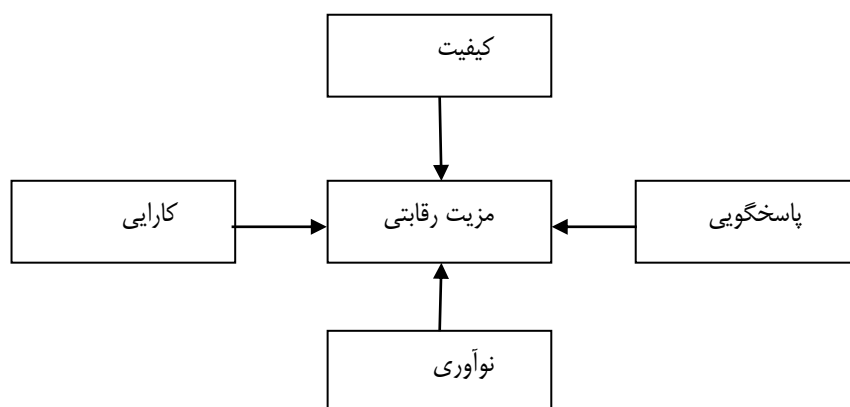 کیفیت
پاسخگویی
مزیت رقابتی
کارایی
نوآوری